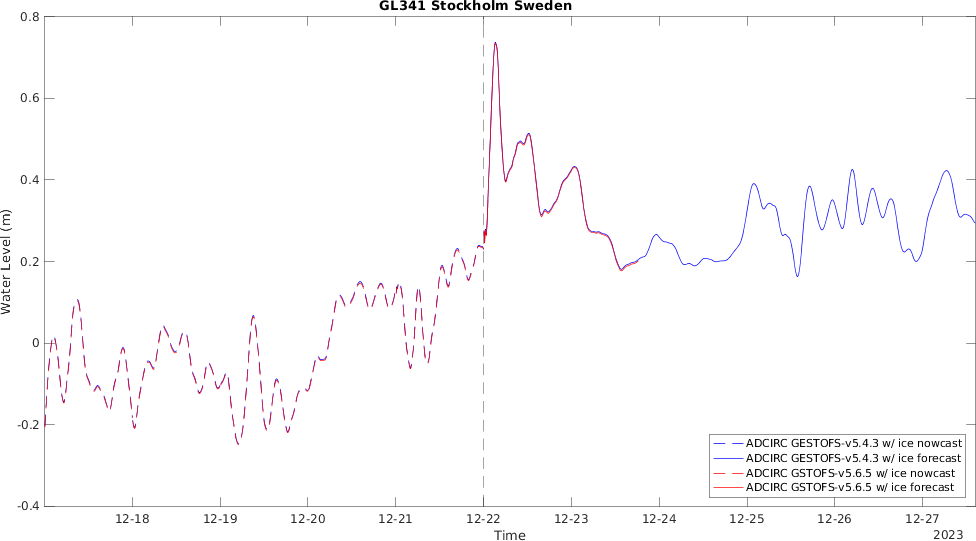 GL341 Stockholm Sweden
0.8
0.6
0.4
0.2
0
-0.2
-0.4
Water Level (m)
ADCIRC GESTOFS-v5.4.3 w/ ice nowcast
ADCIRC GESTOFS-v5.4.3 w/ ice forecast
ADCIRC GSTOFS-v5.6.5 w/ ice nowcast
ADCIRC GSTOFS-v5.6.5 w/ ice forecast
12-18 12-19 12-20 12-21 12-22 12-23 12-24 12-25 12-26 12-27
Time
2023